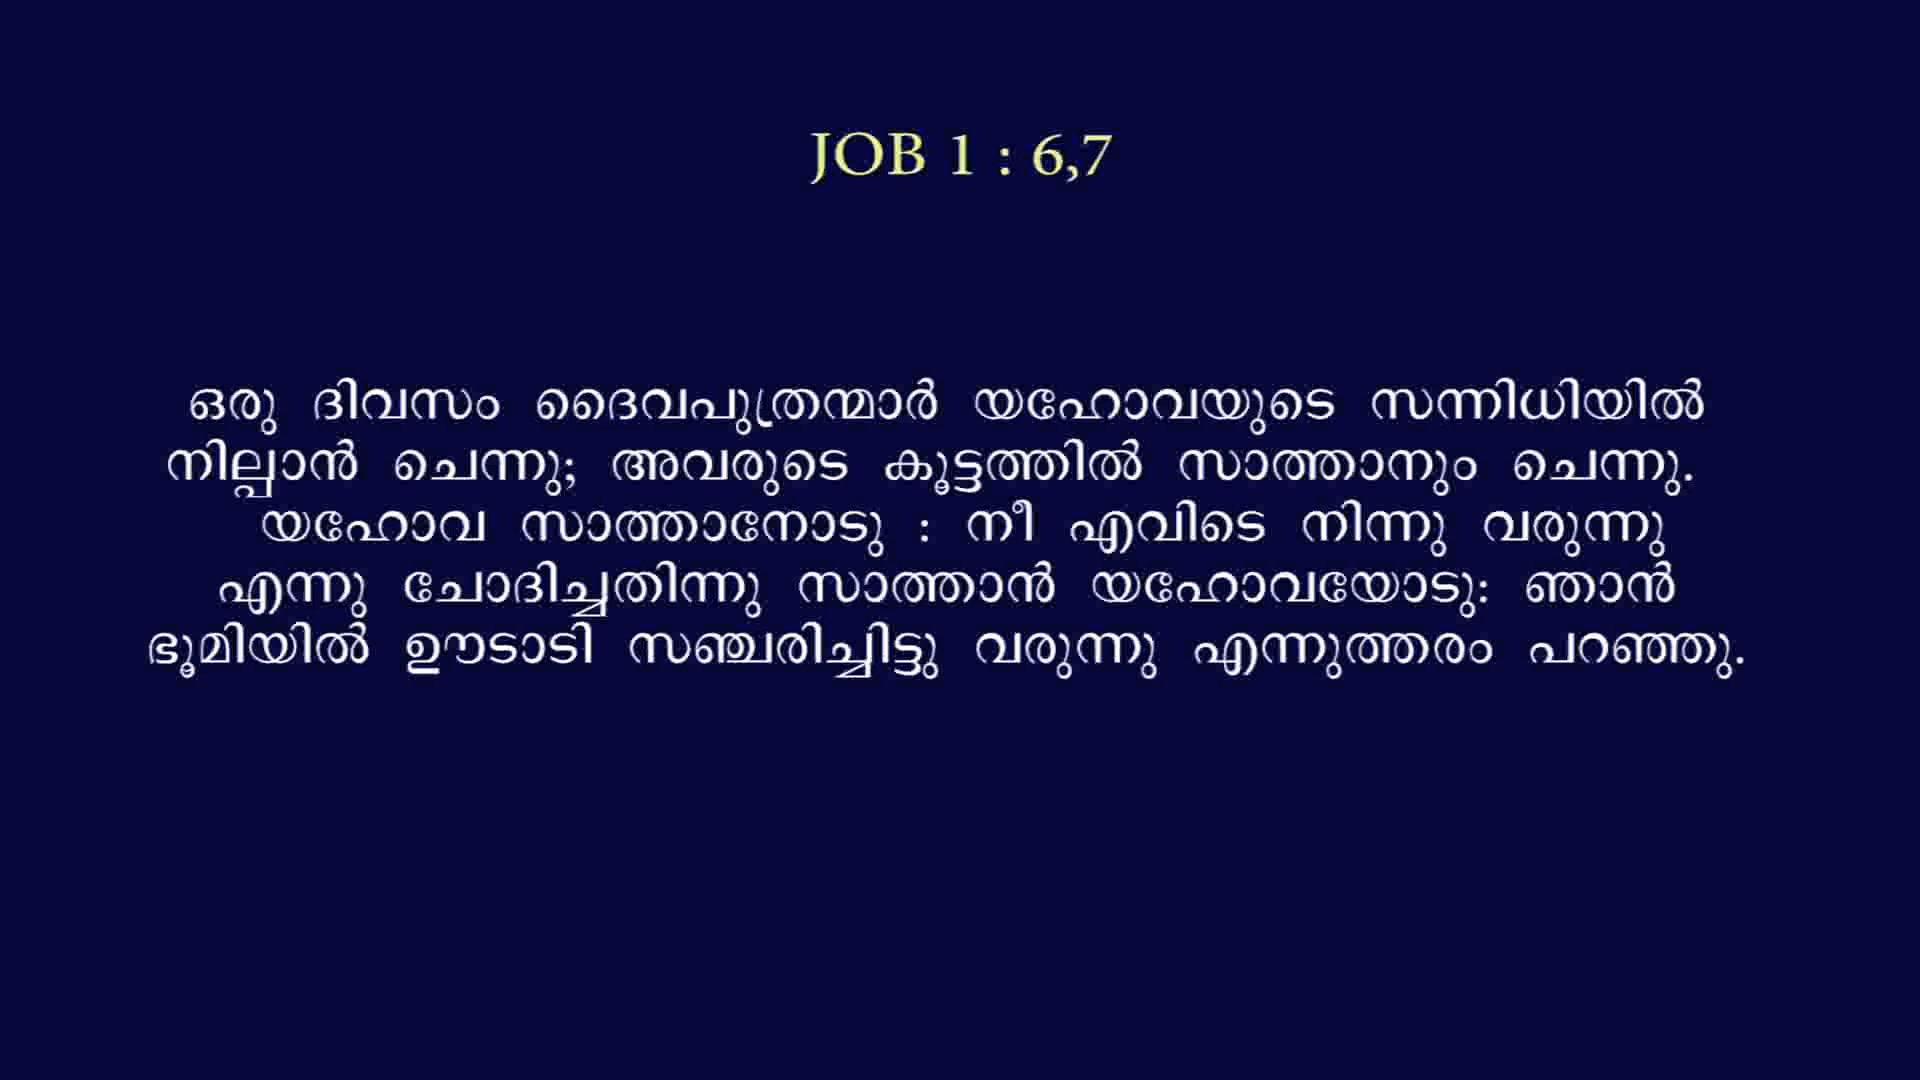 JOB 1 : 6,7
ഒരു ദിവസം ദൈവപുത്രന്മാർ യഹോവയുടെ സന്നിധിയിൽ
നില്പാൻ ചെന്നു; അവരുടെ കൂട്ടത്തിൽ സാത്താനും ചെന്നു.
യഹോവ സാത്താനോടു : നീ എവിടെ നിന്നു വരുന്നു
എന്നു ചോദിച്ചതിന്നു സാത്താൻ യഹോവയോടു: ഞാൻ
ഭൂമിയിൽ ഊടാടി സഞ്ചരിച്ചിട്ടു വരുന്നു എന്നുത്തരം പറഞ്ഞു.